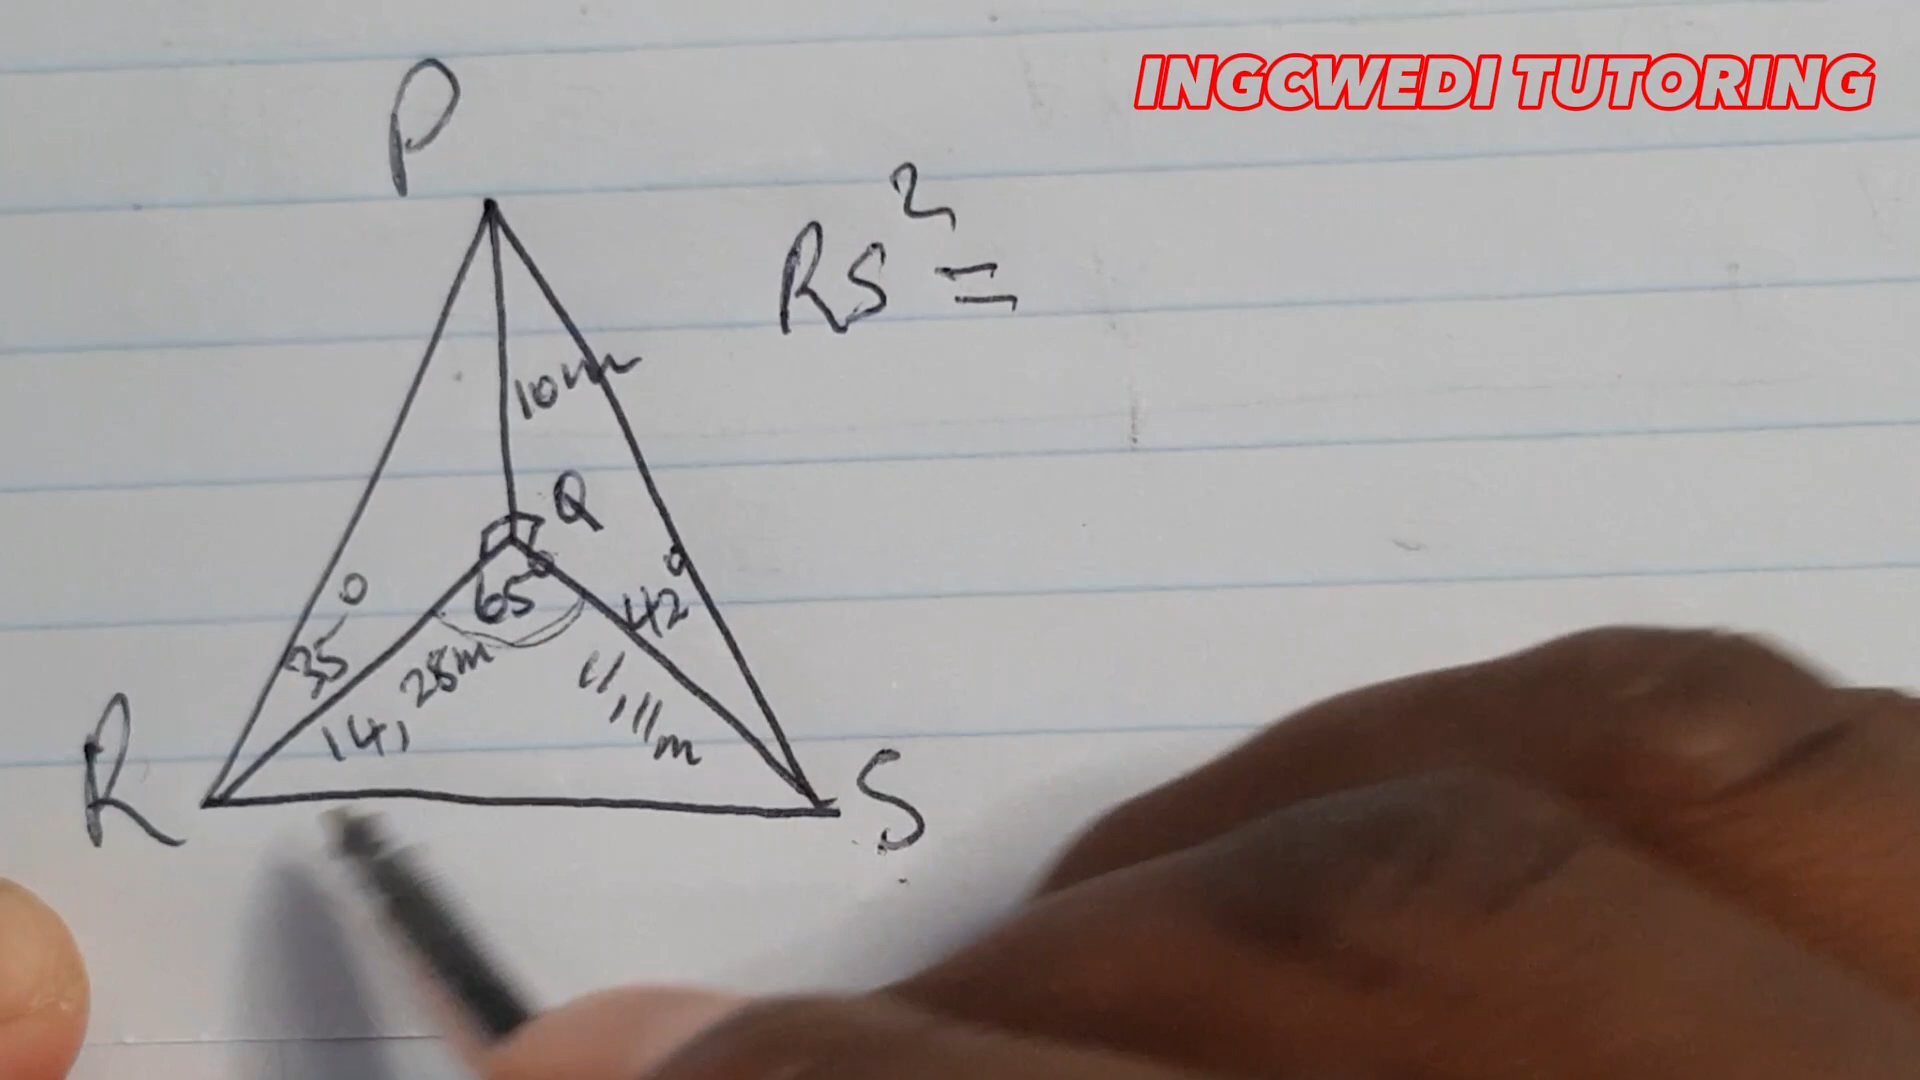 INGCWEDI TUTORING
P
RS² =
10m
Q
65°
35°
42°
14,28m
11,11m
R
S